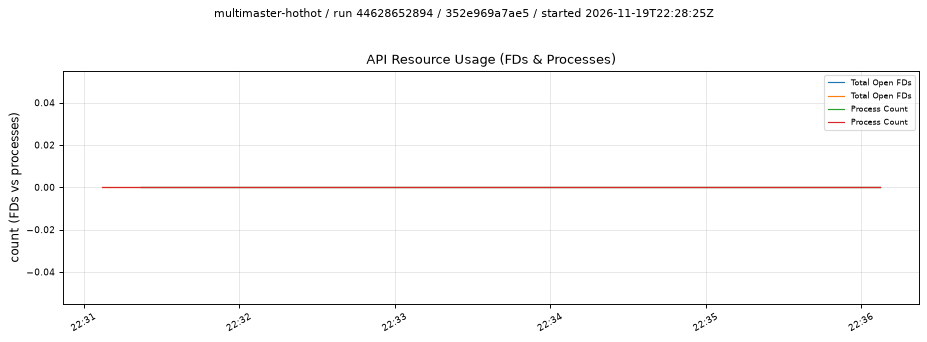 multimaster-hothot / run 44628652894 / 352e969a7ae5 / started 2026-11-19T22:28:25Z
API Resource Usage (FDs & Processes)
count (FDs vs processes)
0.04
0.02
0.00
−0.02
−0.04
Total Open FDs
Total Open FDs
Process Count
Process Count
22:31
22:32
22:33
22:34
22:35
22:36